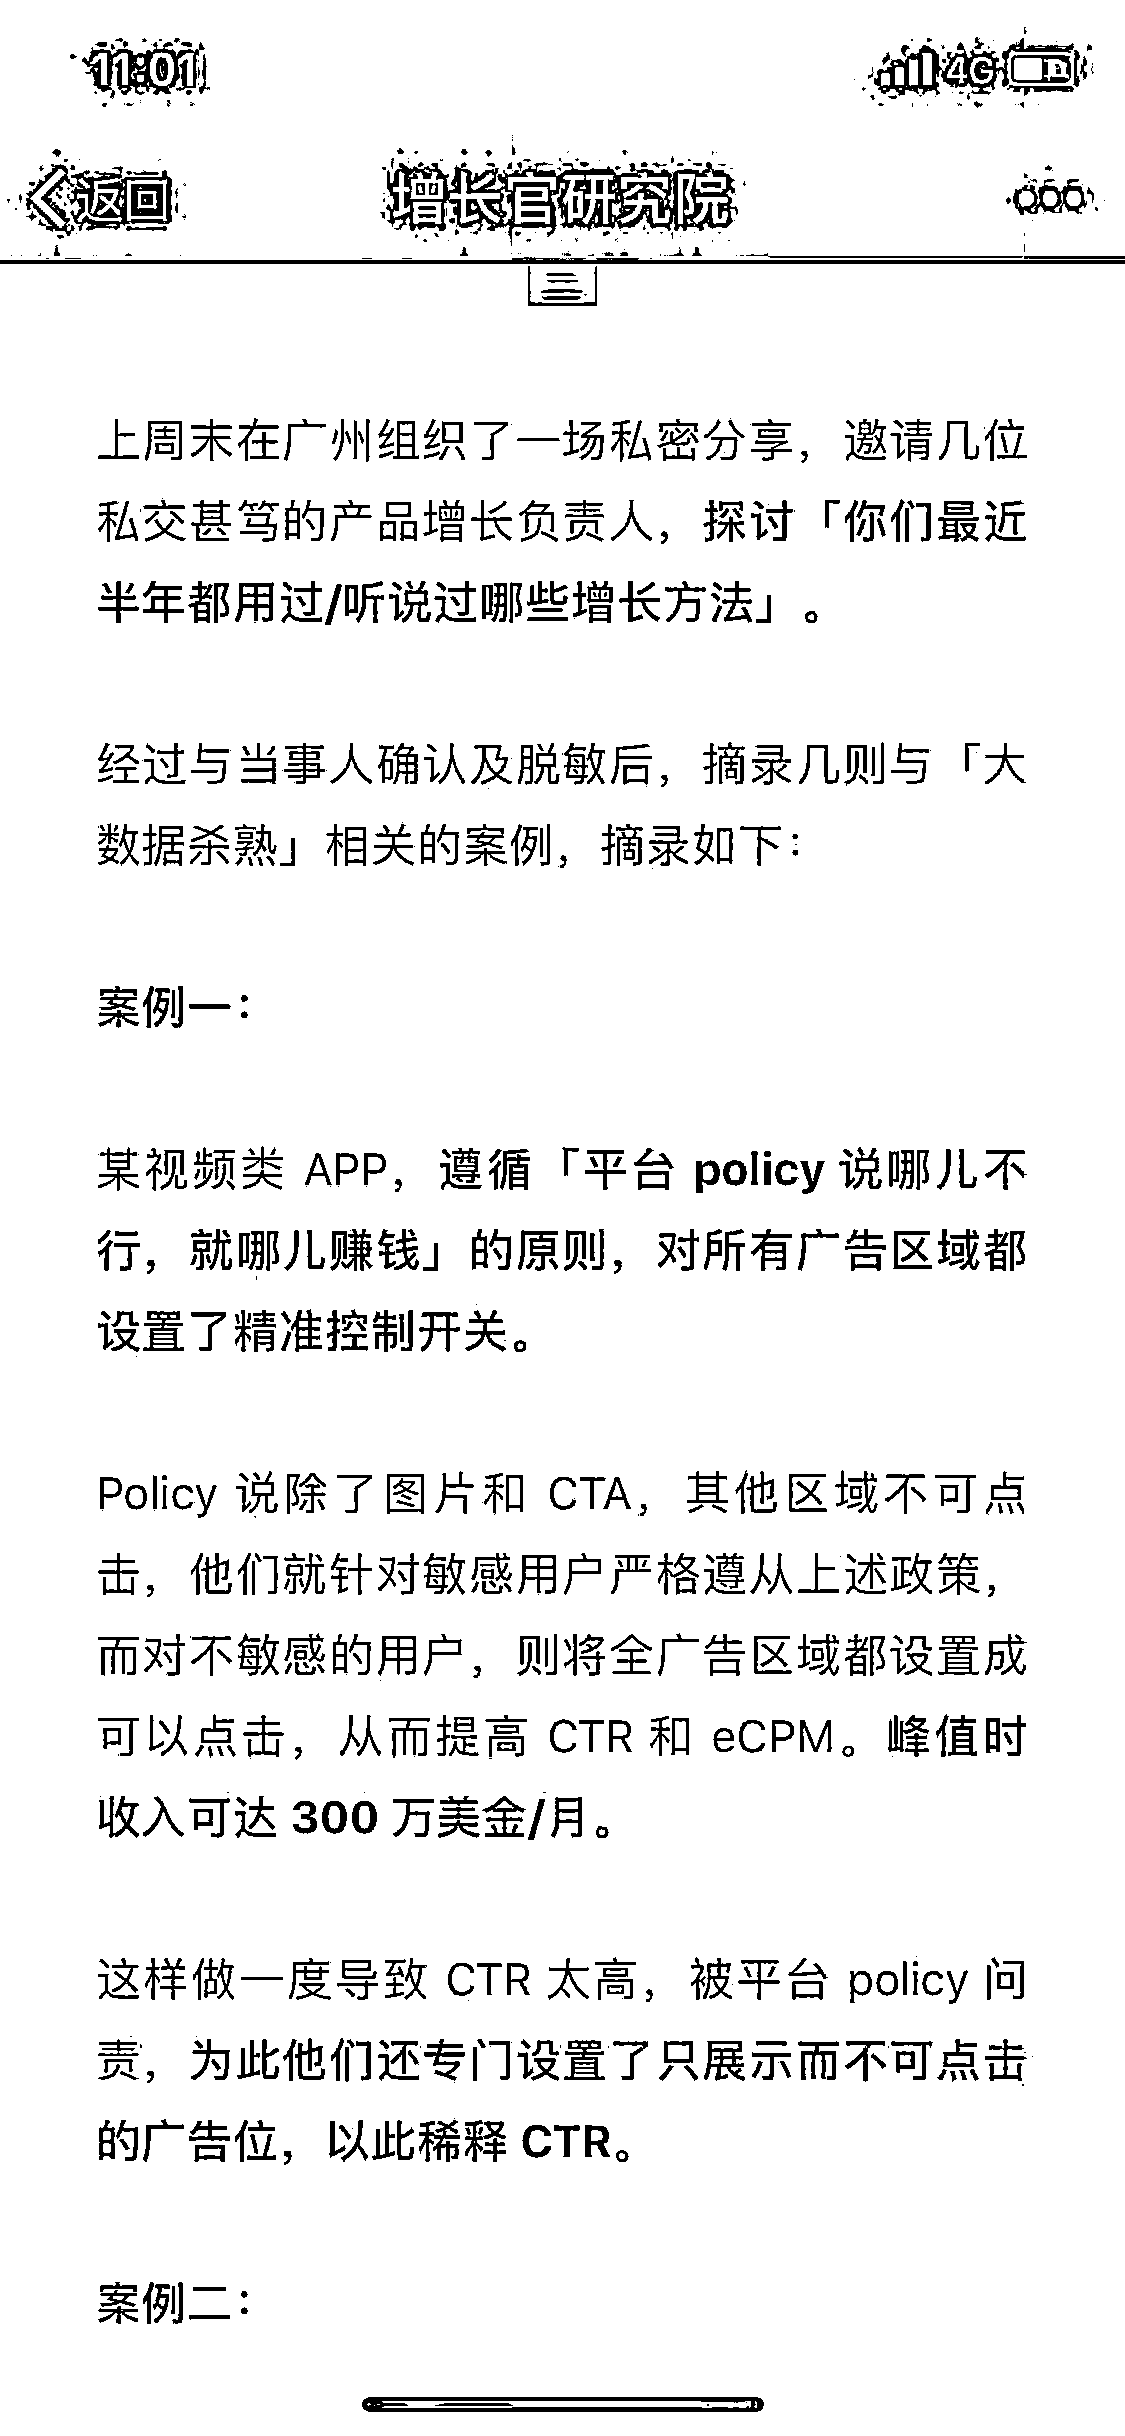 11:01
4G
返回
增长官研究院
上周末在广州组织了一场私密分享，邀请几位
私交甚笃的产品增长负责人，探讨「你们最近
半年都用过/听说过哪些增长方法」。
经过与当事人确认及脱敏后，摘录几则与「大
数据杀熟」相关的案例，摘录如下：
案例一：
某视频类 APP，遵循「平台 policy 说哪儿不
行，就哪儿赚钱」的原则，对所有广告区域都
设置了精准控制开关。
Policy 说除了图片和 CTA，其他区域不可点
击，他们就针对敏感用户严格遵从上述政策，
而对不敏感的用户，则将全广告区域都设置成
可以点击，从而提高 CTR 和 eCPM。峰值时
收入可达 300 万美金/月。
这样做一度导致 CTR 太高，被平台 policy 问
责，为此他们还专门设置了只展示而不可点击
的广告位，以此稀释 CTR。
案例二：